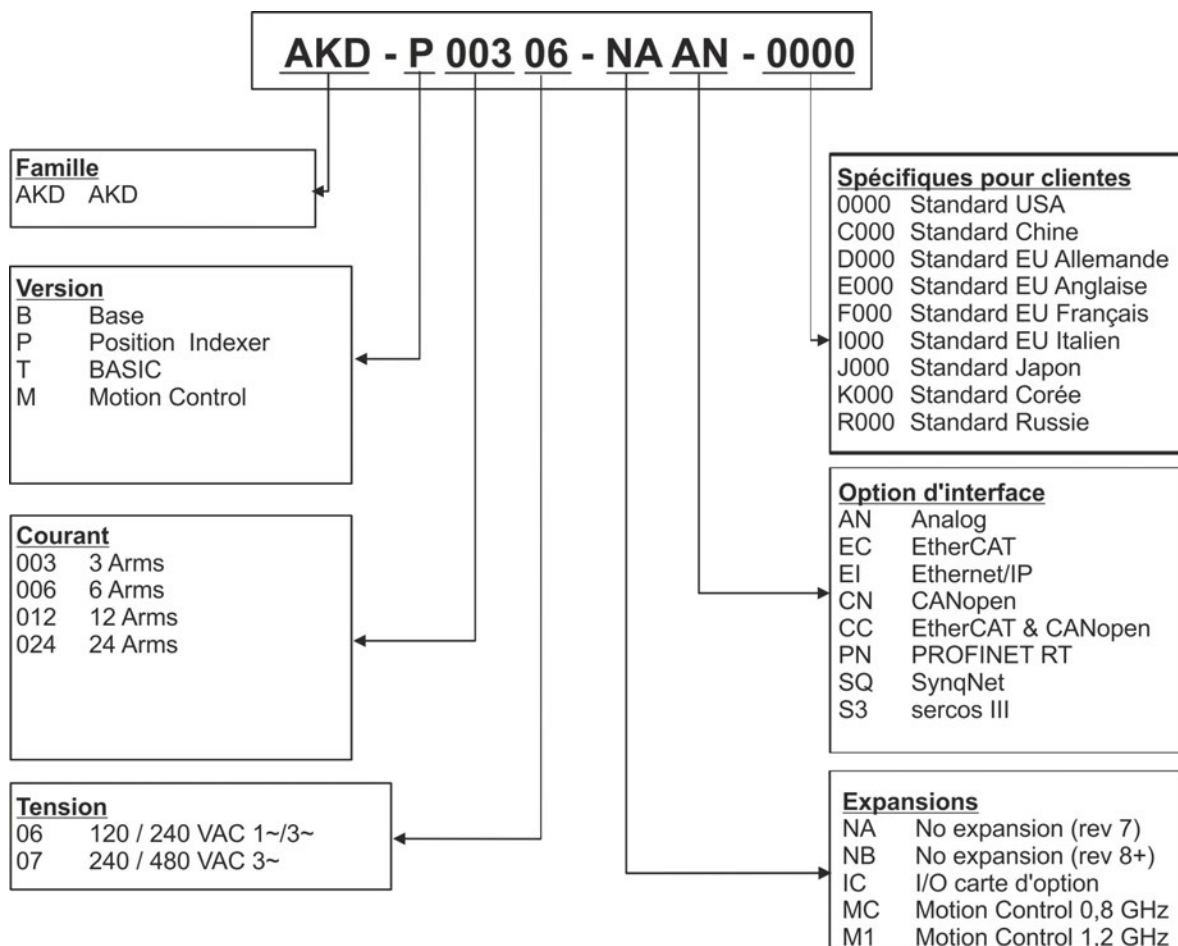 AKD - P 003 06 - NA AN - 0000
Famille
AKD AKD
Version
B Base
P Position Indexer
T BASIC
M Motion Control
Courant
003 3 Arms
006 6 Arms
012 12 Arms
024 24 Arms
Tension
06 120 / 240 VAC 1~/3~
07 240 / 480 VAC 3~
Spécifiques pour clientes
0000 Standard USA
C000 Standard Chine
D000 Standard EU Allemande
E000 Standard EU Anglaise
F000 Standard EU Français
I000 Standard EU Italien
J000 Standard Japon
K000 Standard Corée
R000 Standard Russie
Option d'interface
AN Analog
EC EtherCAT
EI Ethernet/IP
CN CANopen
CC EtherCAT & CANopen
PN PROFINET RT
SQ SynqNet
S3 sercos III
Expansions
NA No expansion (rev 7)
NB No expansion (rev 8+)
IC I/O carte d'option
MC Motion Control 0,8 GHz
M1 Motion Control 1,2 GHz